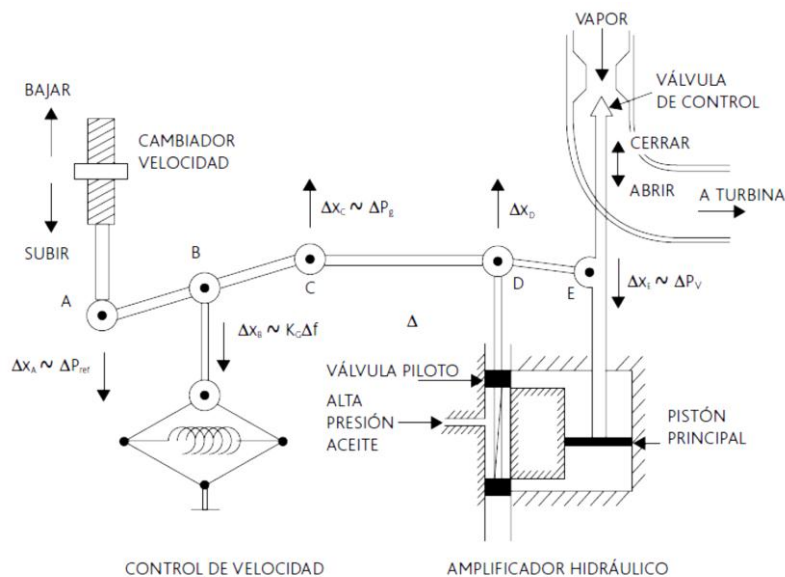 VAPOR
BAJAR
VÁLVULA
DE CONTROL
CAMBIADOR
VELOCIDAD
CERRAR
ABRIR
A TURBINA
SUBIR
Δx_C ~ ΔP_g
Δx_D
B
A
C
D
E
Δx_E ~ ΔP_V
Δx_A ~ ΔP_ref
Δx_B ~ K_G Δf
Δ
VÁLVULA PILOTO
ALTA
PRESIÓN
ACEITE
PISTÓN
PRINCIPAL
CONTROL DE VELOCIDAD
AMPLIFICADOR HIDRÁULICO